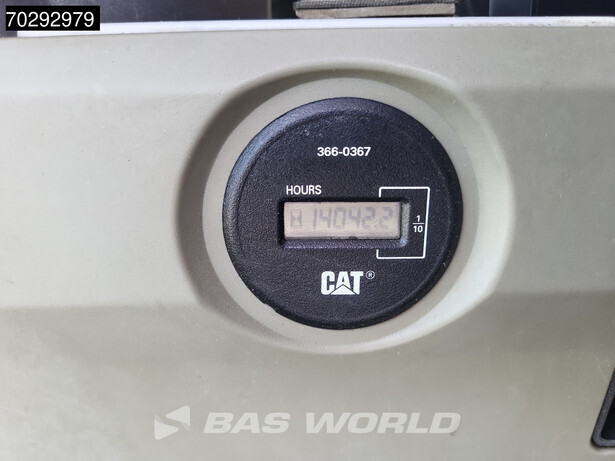 70292979
366-0367
HOURS
14042.2
1/10
CAT®
BAS WORLD